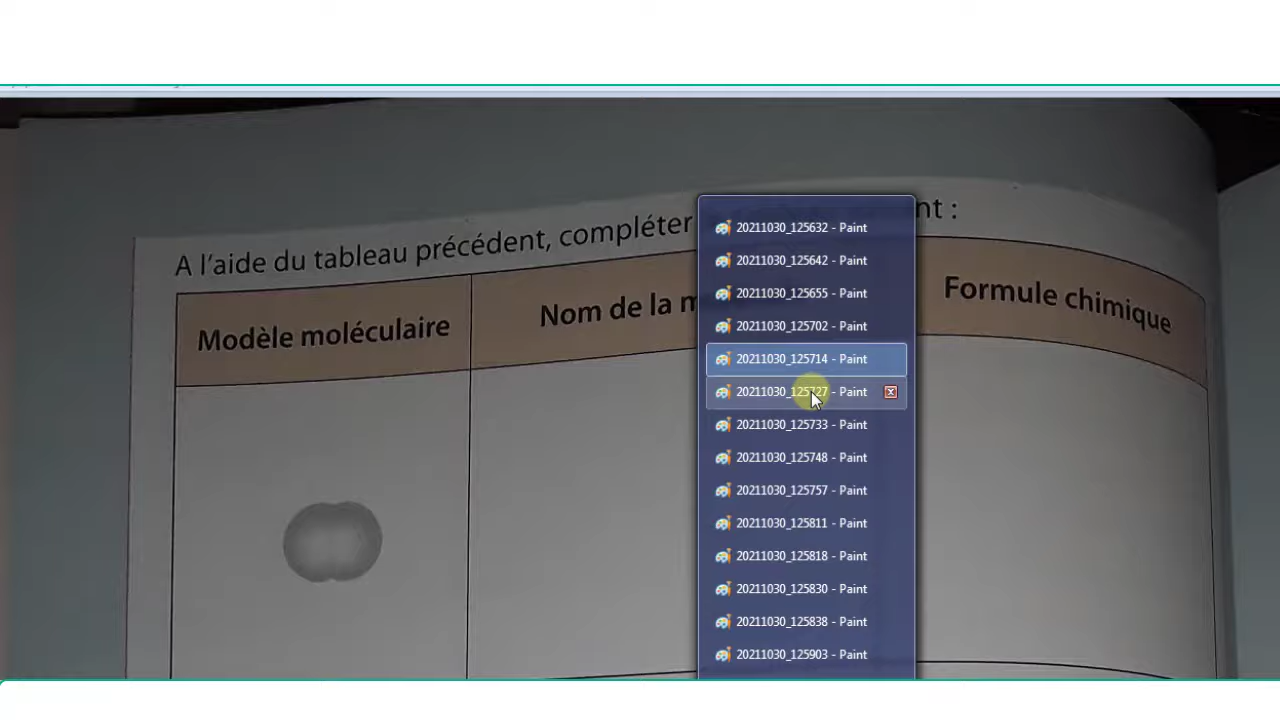 A l'aide du tableau précédent, compléter
nt :
Modèle moléculaire
Nom de la m
Formule chimique
20211030_125632 - Paint
20211030_125642 - Paint
20211030_125655 - Paint
20211030_125702 - Paint
20211030_125714 - Paint
20211030_125727 - Paint
20211030_125733 - Paint
20211030_125748 - Paint
20211030_125757 - Paint
20211030_125811 - Paint
20211030_125818 - Paint
20211030_125830 - Paint
20211030_125838 - Paint
20211030_125903 - Paint